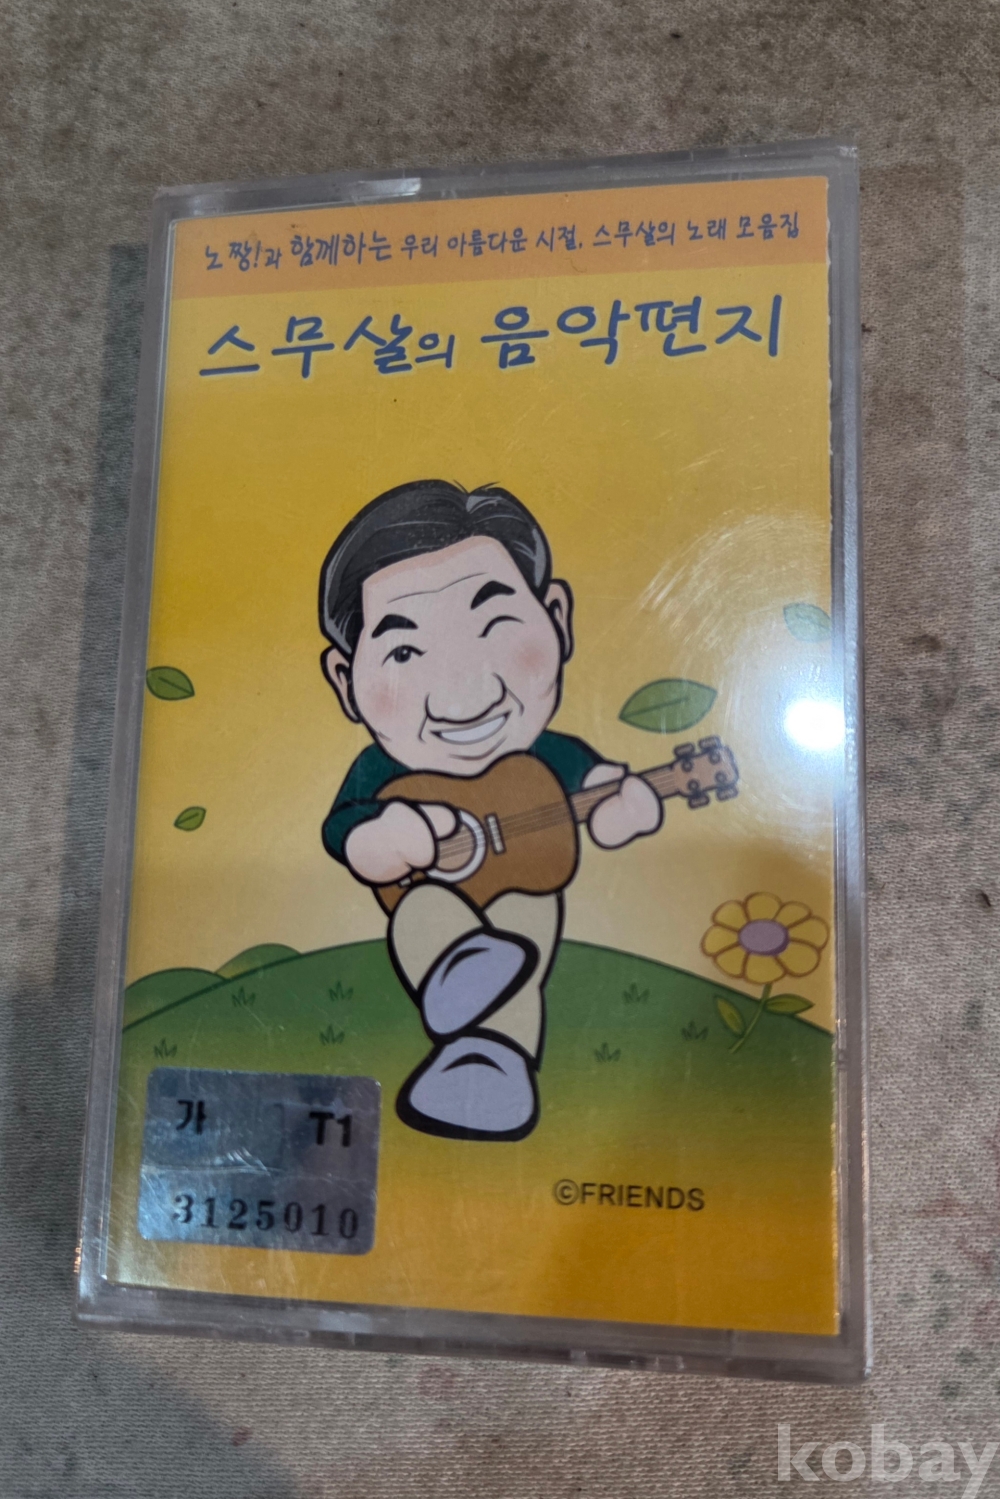 노짱!과 함께하는 우리 아름다운 시절, 스무살의 노래 모음집
스무살의 음악편지
가 T1
3125010
©FRIENDS
kobay